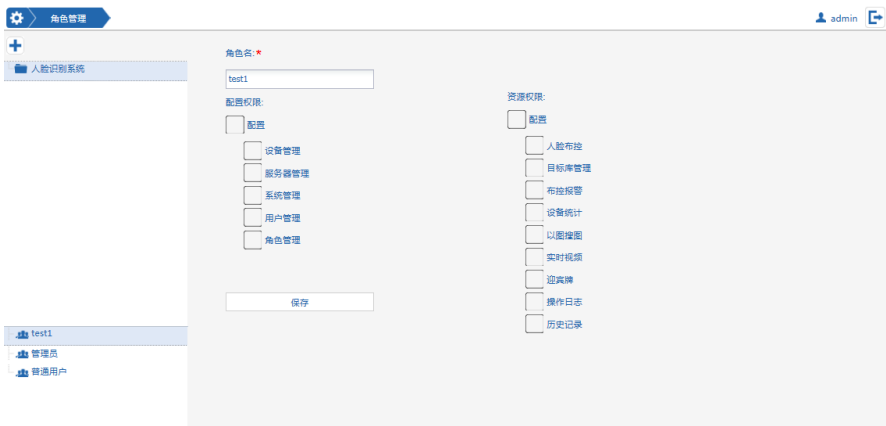 角色管理
admin
人脸识别系统
角色名:*
test1
配置权限:
配置
设备管理
服务器管理
系统管理
用户管理
角色管理
保存
资源权限:
配置
人脸布控
目标库管理
布控报警
设备统计
以图搜图
实时视频
迎宾牌
操作日志
历史记录
test1
管理员
普通用户